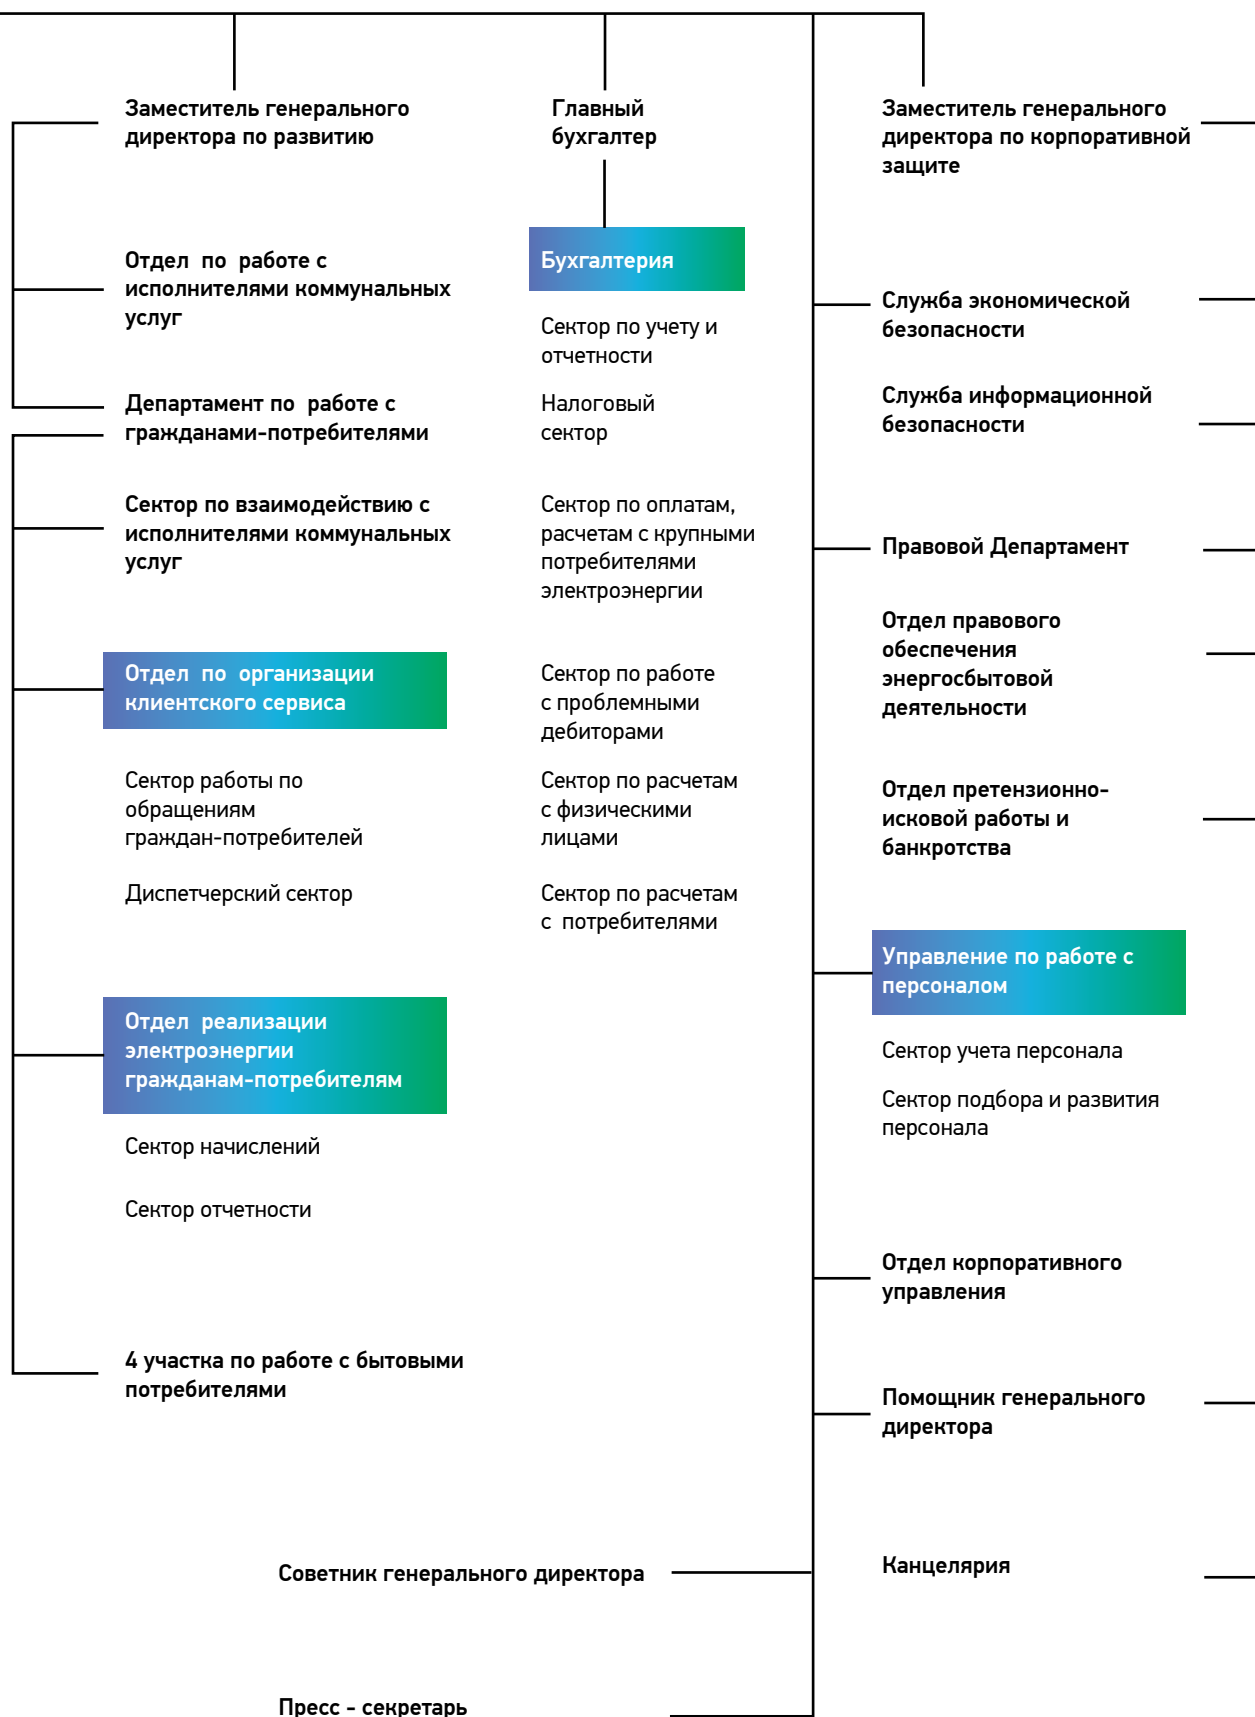 Заместитель генерального
директора по развитию
Отдел по работе с
исполнителями коммунальных
услуг
Департамент по работе с
гражданами-потребителями
Сектор по взаимодействию с
исполнителями коммунальных
услуг
Отдел по организации
клиентского сервиса
Сектор работы по
обращениям
граждан-потребителей
Диспетчерский сектор
Отдел реализации
электроэнергии
гражданам-потребителям
Сектор начислений
Сектор отчетности
4 участка по работе с бытовыми
потребителями
Главный
бухгалтер
Бухгалтерия
Сектор по учету и
отчетности
Налоговый
сектор
Сектор по оплатам,
расчетам с крупными
потребителями
электроэнергии
Сектор по работе
с проблемными
дебиторами
Сектор по расчетам
с физическими
лицами
Сектор по расчетам
с потребителями
Заместитель генерального
директора по корпоративной
защите
Служба экономической
безопасности
Служба информационной
безопасности
Правовой Департамент
Отдел правового
обеспечения
энергосбытовой
деятельности
Отдел претензионно-
исковой работы и
банкротства
Управление по работе с
персоналом
Сектор учета персонала
Сектор подбора и развития
персонала
Отдел корпоративного
управления
Помощник генерального
директора
Канцелярия
Советник генерального директора
Пресс - секретарь